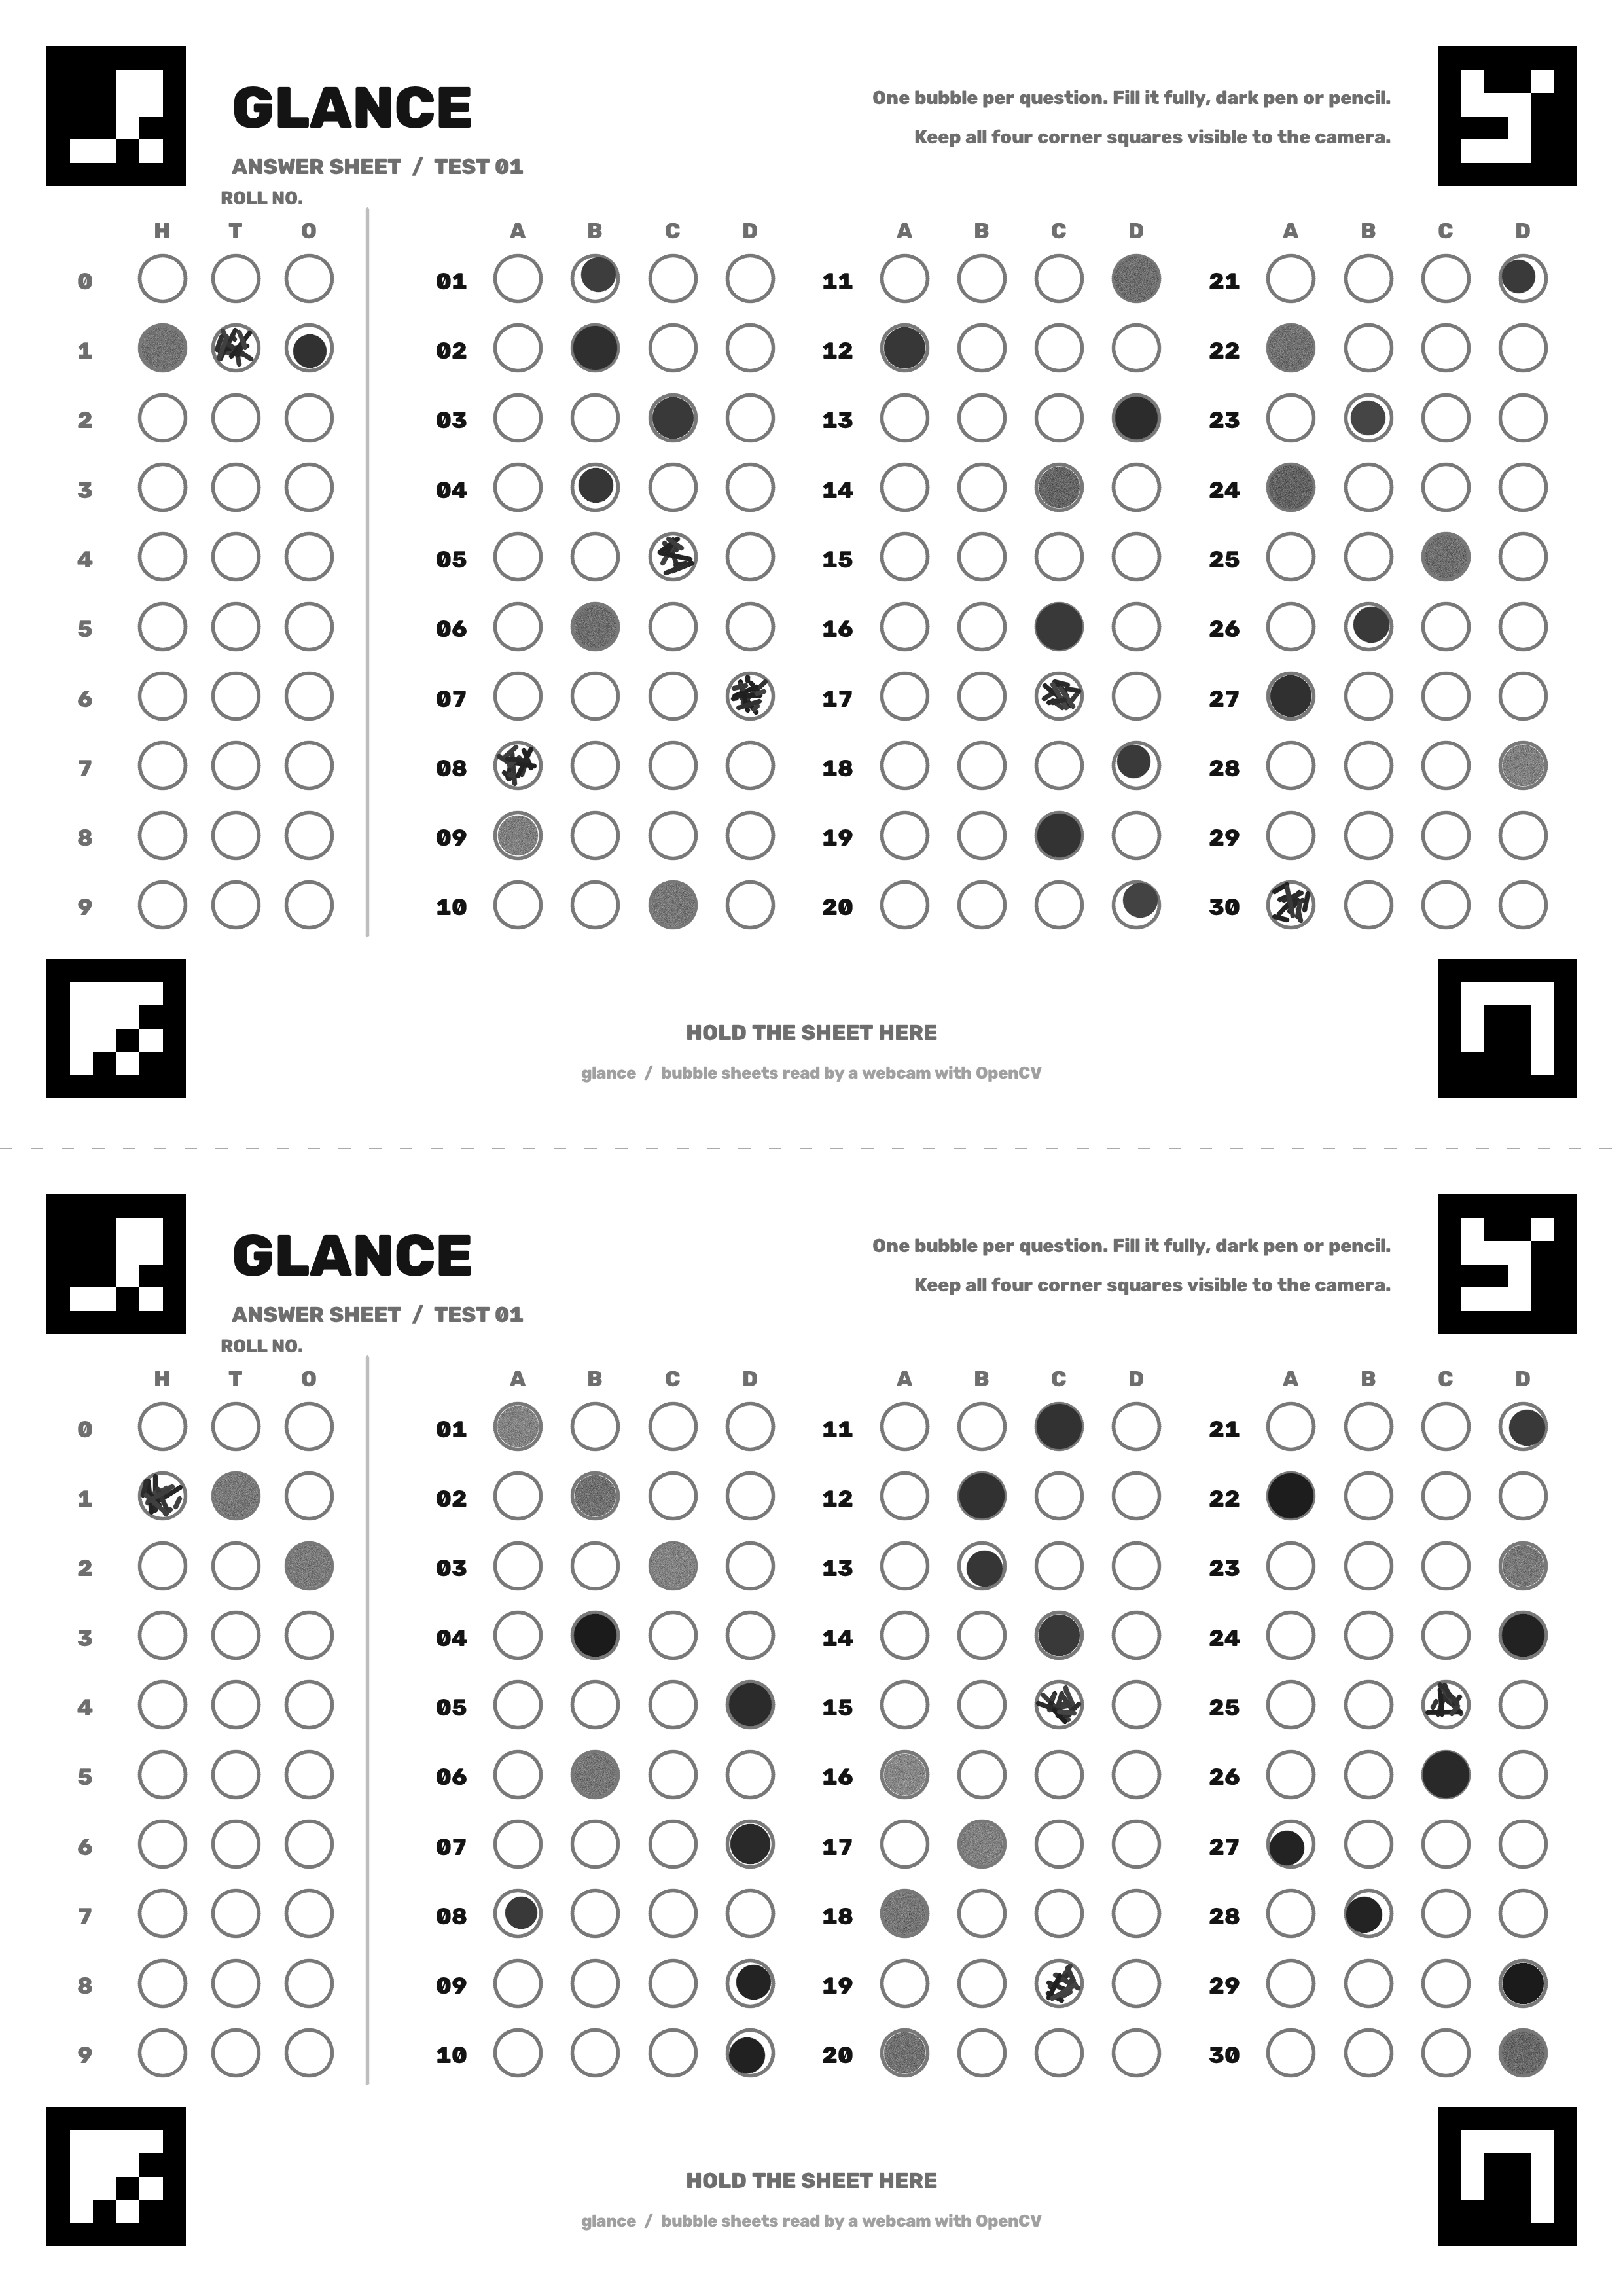 GLANCE
One bubble per question. Fill it fully, dark pen or pencil.
Keep all four corner squares visible to the camera.
ANSWER SHEET / TEST 01
ROLL NO.
H T O A B C D A B C D A B C D
0 01 11 21
1 02 12 22
2 03 13 23
3 04 14 24
4 05 15 25
5 06 16 26
6 07 17 27
7 08 18 28
8 09 19 29
9 10 20 30
HOLD THE SHEET HERE
glance / bubble sheets read by a webcam with OpenCV
GLANCE
One bubble per question. Fill it fully, dark pen or pencil.
Keep all four corner squares visible to the camera.
ANSWER SHEET / TEST 01
ROLL NO.
H T O A B C D A B C D A B C D
0 01 11 21
1 02 12 22
2 03 13 23
3 04 14 24
4 05 15 25
5 06 16 26
6 07 17 27
7 08 18 28
8 09 19 29
9 10 20 30
HOLD THE SHEET HERE
glance / bubble sheets read by a webcam with OpenCV